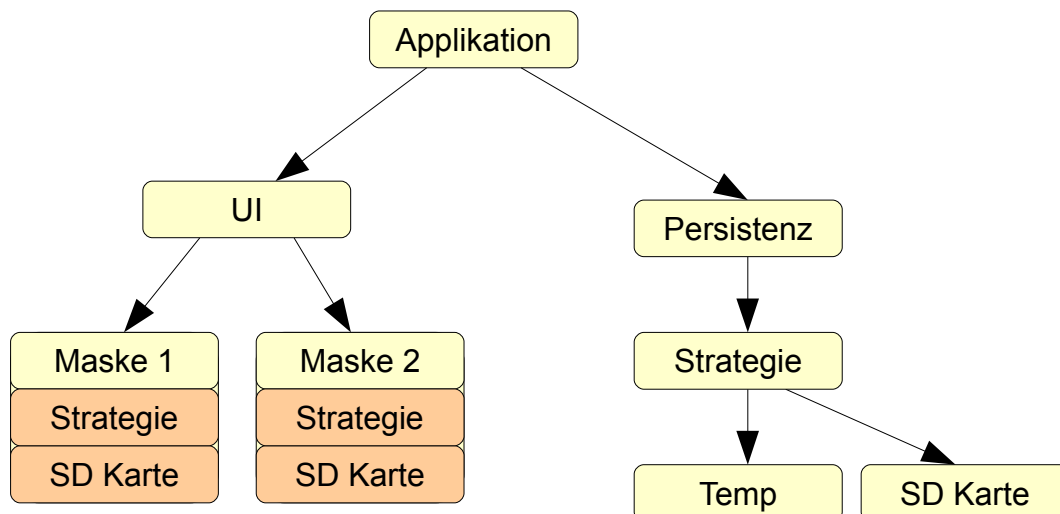 Applikation
UI
Persistenz
Maske 1
Maske 2
Strategie
Strategie
Strategie
SD Karte
SD Karte
Temp
SD Karte